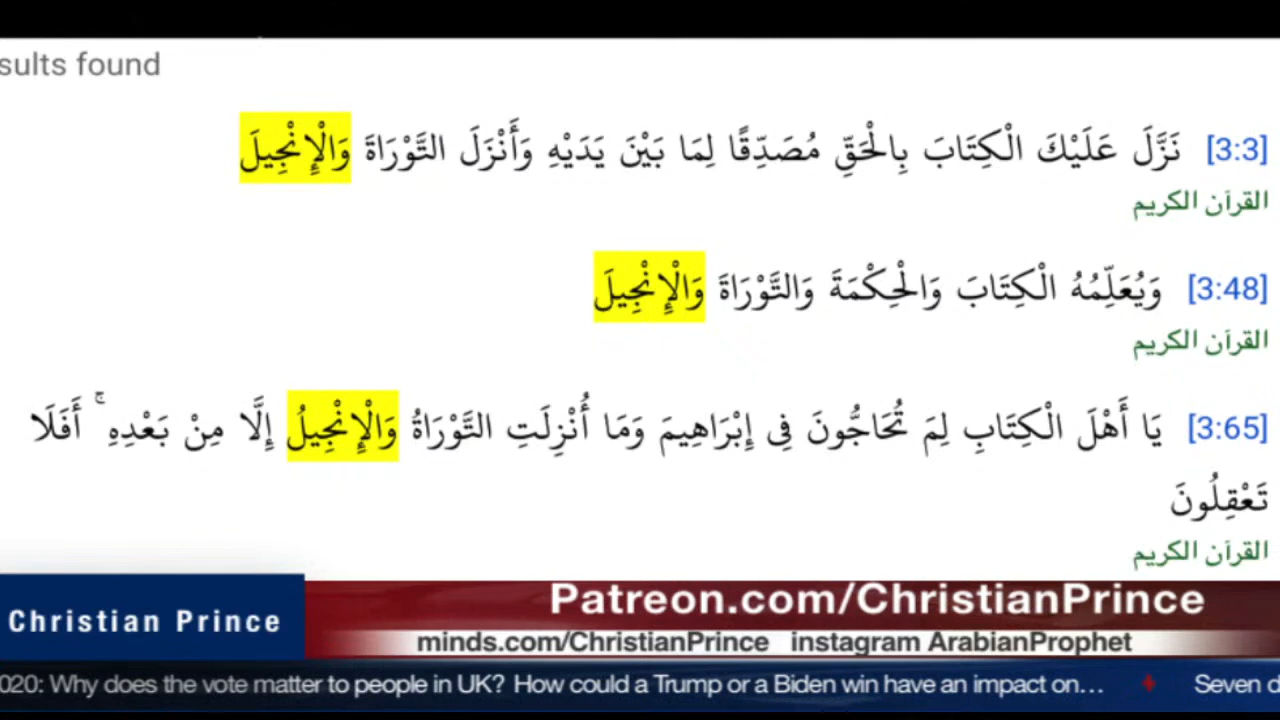 sults found
[3:3] نَزَّلَ عَلَيْكَ الْكِتَابَ بِالْحَقِّ مُصَدِّقًا لِمَا بَيْنَ يَدَيْهِ وَأَنْزَلَ التَّوْرَاةَ وَالْإِنْجِيلَ
القرآن الكريم
[3:48] وَيُعَلِّمُهُ الْكِتَابَ وَالْحِكْمَةَ وَالتَّوْرَاةَ وَالْإِنْجِيلَ
القرآن الكريم
[3:65] يَا أَهْلَ الْكِتَابِ لِمَ تُحَاجُّونَ فِي إِبْرَاهِيمَ وَمَا أُنْزِلَتِ التَّوْرَاةُ وَالْإِنْجِيلُ إِلَّا مِنْ بَعْدِهِ ۚ أَفَلَا
تَعْقِلُونَ
القرآن الكريم
Patreon.com/ChristianPrince
Christian Prince
minds.com/ChristianPrince instagram ArabianProphet
020: Why does the vote matter to people in UK? How could a Trump or a Biden win have an impact on... Seven d